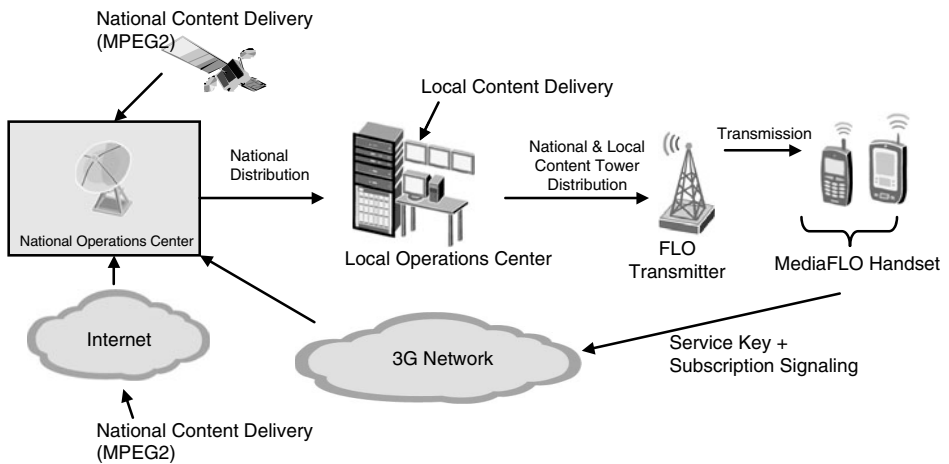 National Content Delivery
(MPEG2)
Local Content Delivery
National
Distribution
National & Local
Content Tower
Distribution
Transmission
National Operations Center
Local Operations Center
FLO
Transmitter
MediaFLO Handset
Internet
3G Network
Service Key +
Subscription Signaling
National Content Delivery
(MPEG2)